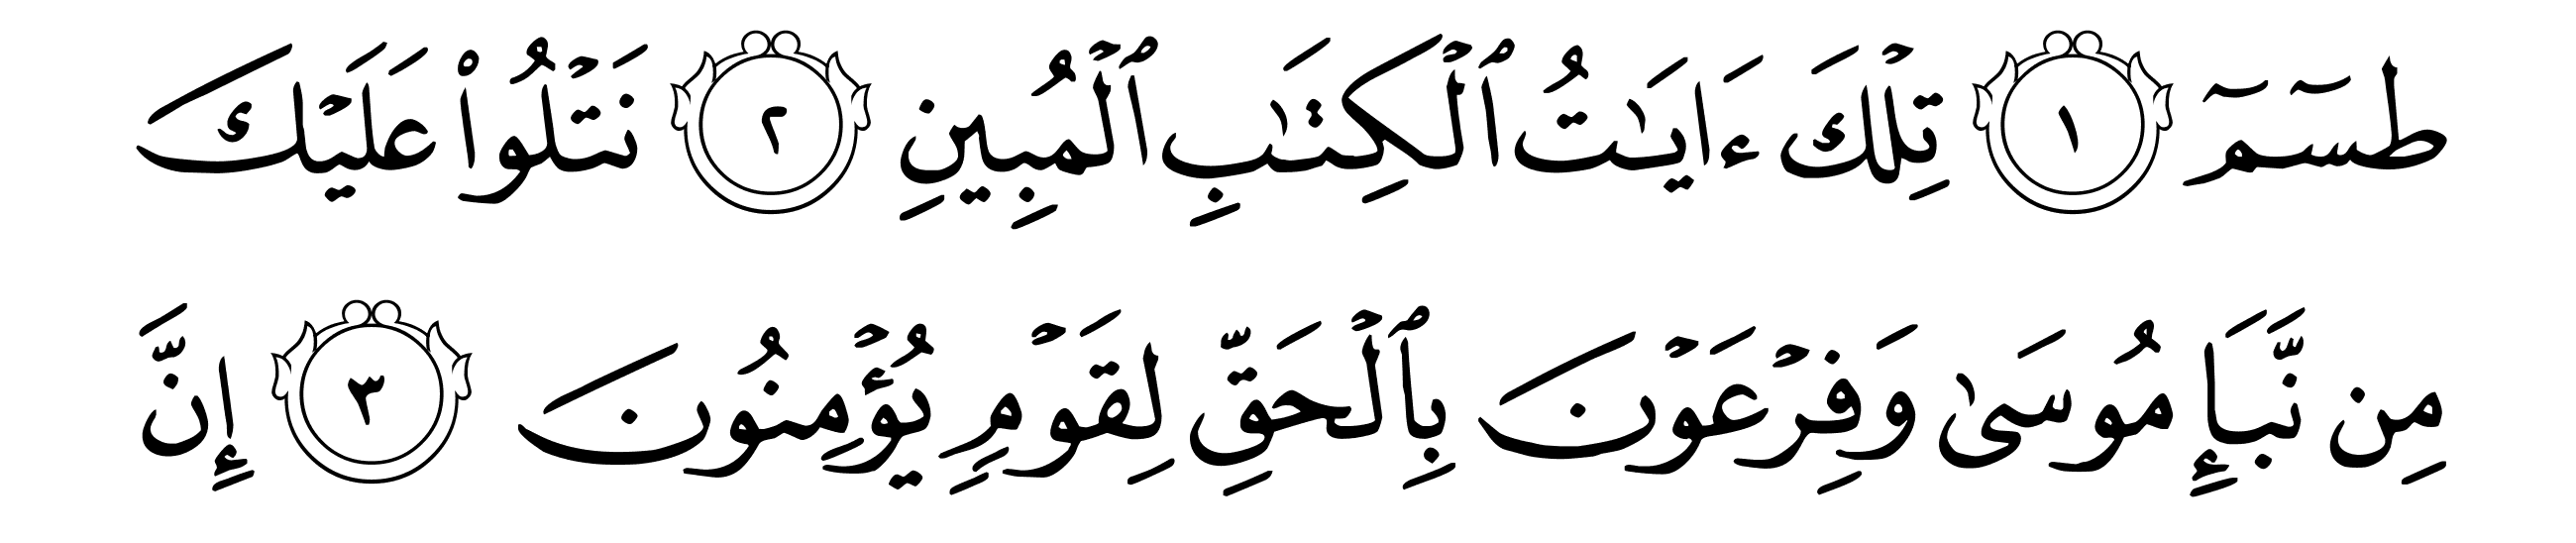 طسٓمٓ ١ تِلۡكَ ءَايَٰتُ ٱلۡكِتَٰبِ ٱلۡمُبِينِ ٢ نَتۡلُواْ عَلَيۡكَ
مِن نَّبَإِ مُوسَىٰ وَفِرۡعَوۡنَ بِٱلۡحَقِّ لِقَوۡمٖ يُؤۡمِنُونَ ٣ إِنَّ